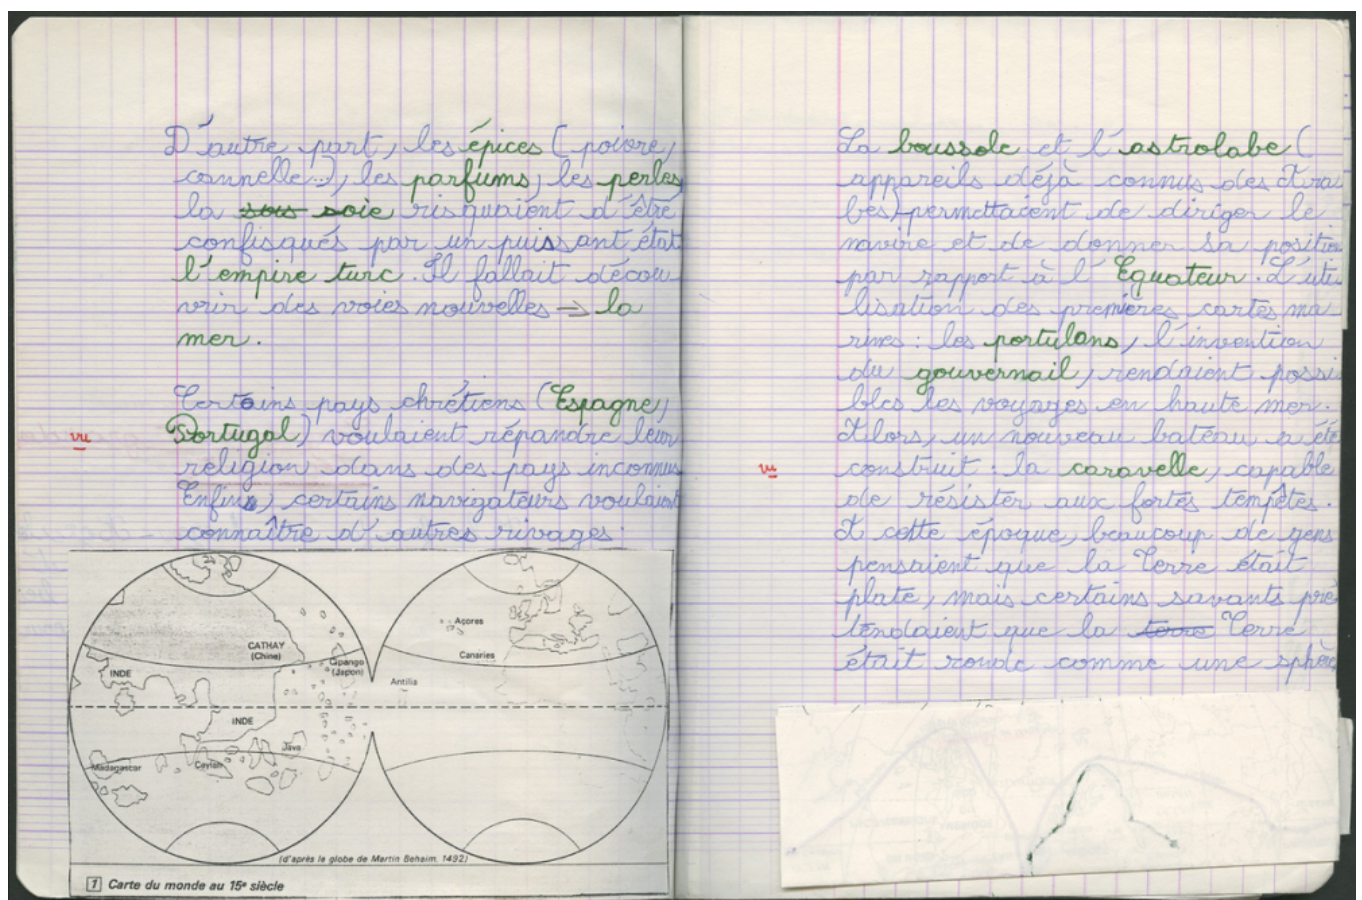 D'autre part, les épices (poivre,
cannelle...), les parfums, les perles,
la sous soie risquaient d'être
confisqués par un puissant état
l'empire turc. Il fallait décou
vrir des voies nouvelles → la
mer.
Certains pays chrétiens (Espagne,
Portugal) voulaient répandre leur
vu
religion dans des pays inconnus
Enfin, certains navigateurs voulaient
connaître d'autres rivages.
CATHAY
(Chine)
Cipango
(Japon)
INDE
INDE
Java
Madagascar
Ceylan
Açores
Canaries
Antilia
(d'après le globe de Martin Behaim, 1492)
1 Carte du monde au 15e siècle
La boussole et l'astrolabe (
appareils déjà connus des Ara
bes) permettaient de diriger le
navire et de donner sa position
par rapport à l'Equateur. L'uti
lisation des premières cartes ma
rines : les portulans, l'invention
du gouvernail, rendaient possi
bles les voyages en haute mer.
Alors, un nouveau bateau a été
vu
construit : la caravelle, capable
de résister aux fortes tempêtes.
A cette époque, beaucoup de gens
pensaient que la Terre était
plate, mais certains savants pré
tendaient que la terre Terre
était ronde comme une sphère